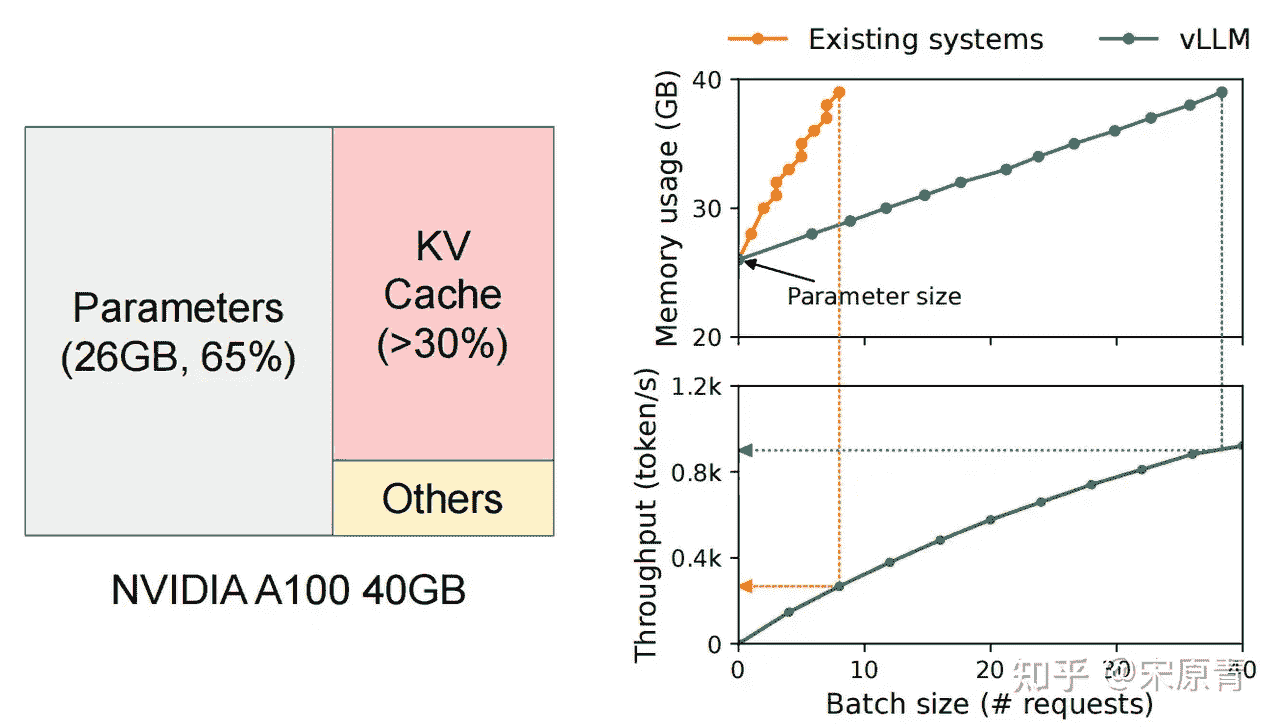 Parameters
(26GB, 65%)
KV
Cache
(>30%)
Others
NVIDIA A100 40GB
Existing systems
vLLM
Memory usage (GB)
40
30
20
Parameter size
Throughput (token/s)
1.2k
0.8k
0.4k
0
0 10 20 30 40
Batch size (# requests)
知乎 @宋原青